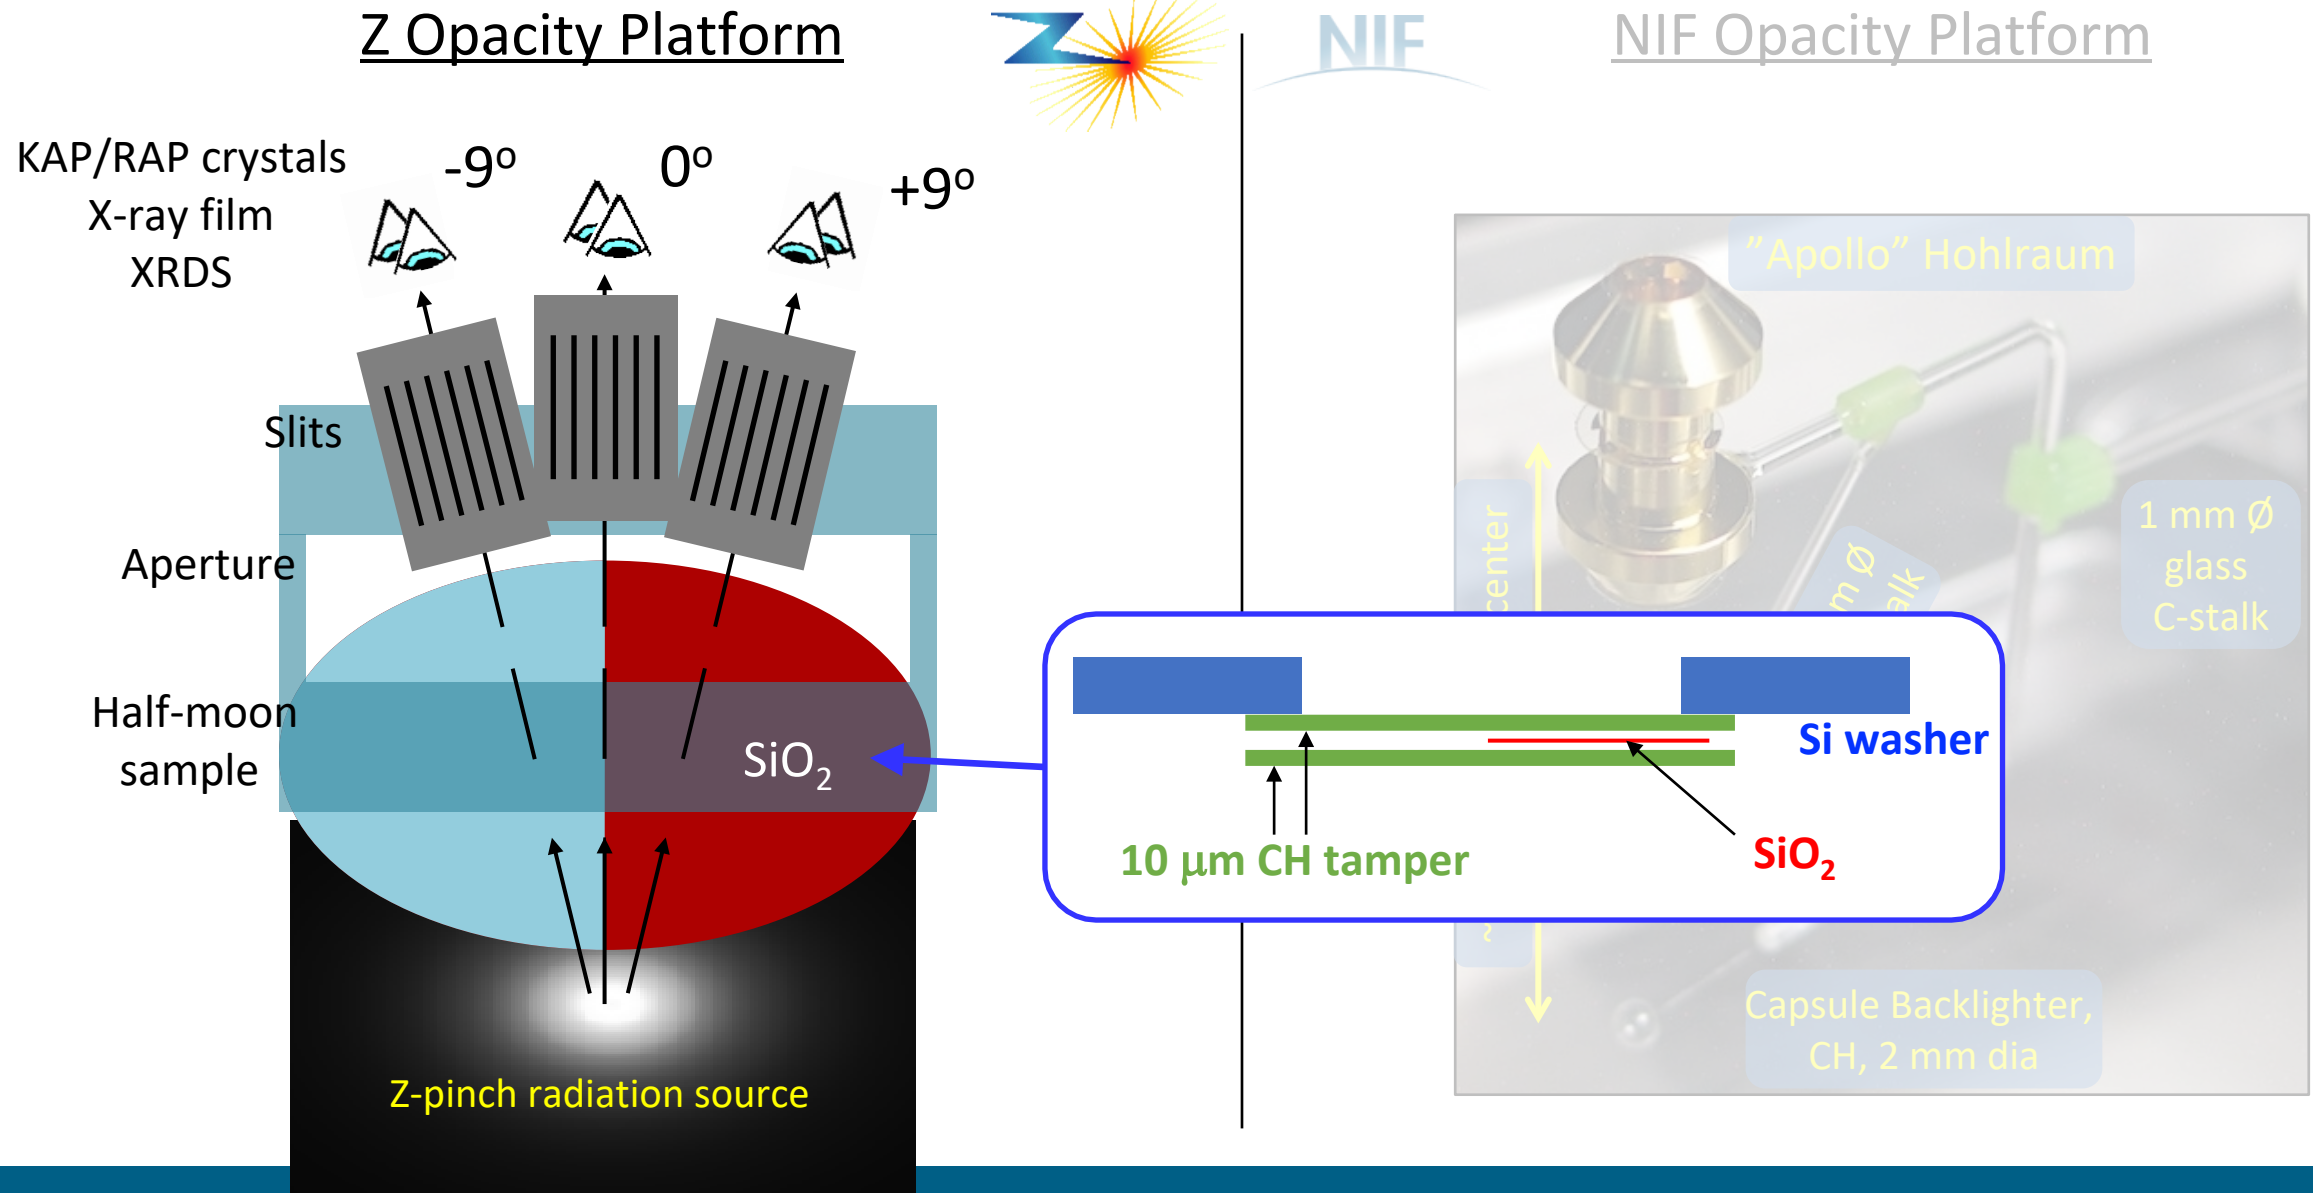 Z Opacity Platform
NIF
NIF Opacity Platform
KAP/RAP crystals
X-ray film
XRDS
-9º
0º
+9º
Slits
Aperture
Half-moon
sample
SiO₂
Z-pinch radiation source
Si washer
10 μm CH tamper
SiO₂
”Apollo” Hohlraum
center
m Ø
alk
~
1 mm Ø
glass
C-stalk
Capsule Backlighter,
CH, 2 mm dia